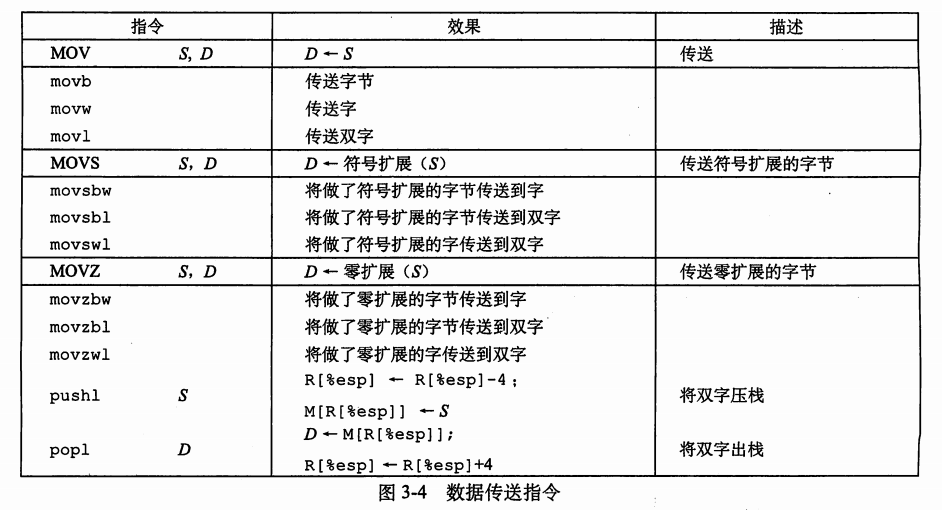 指令 效果 描述
MOV S, D D ← S 传送
movb 传送字节
movw 传送字
movl 传送双字
MOVS S, D D ← 符号扩展（S） 传送符号扩展的字节
movsbw 将做了符号扩展的字节传送到字
movsbl 将做了符号扩展的字节传送到双字
movswl 将做了符号扩展的字传送到双字
MOVZ S, D D ← 零扩展（S） 传送零扩展的字节
movzbw 将做了零扩展的字节传送到字
movzbl 将做了零扩展的字节传送到双字
movzwl 将做了零扩展的字传送到双字
pushl S R[%esp] ← R[%esp]-4； 将双字压栈
M[R[%esp]] ← S
popl D D ← M[R[%esp]]； 将双字出栈
R[%esp] ← R[%esp]+4
图 3-4 数据传送指令